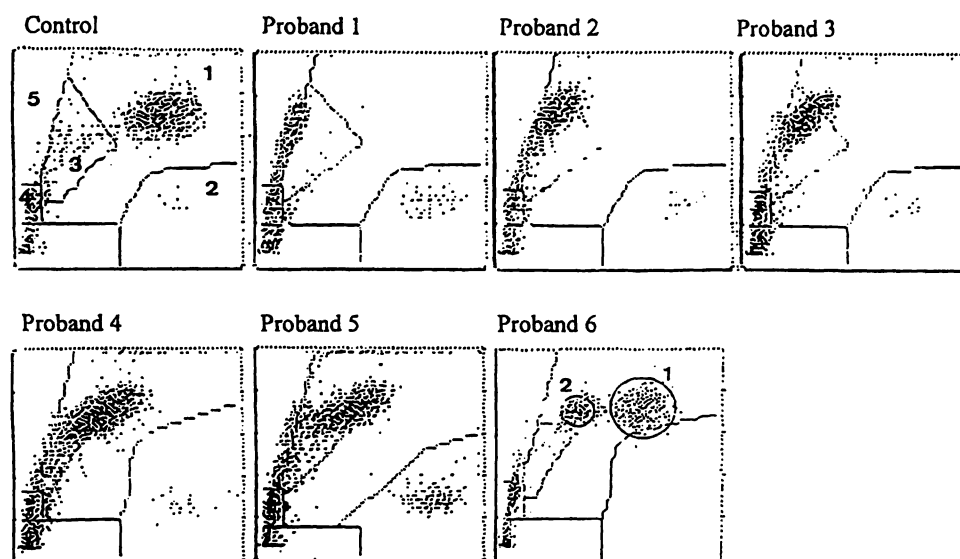 Control
Proband 1
Proband 2
Proband 3
1
5
3
2
4
Proband 4
Proband 5
Proband 6
1
2